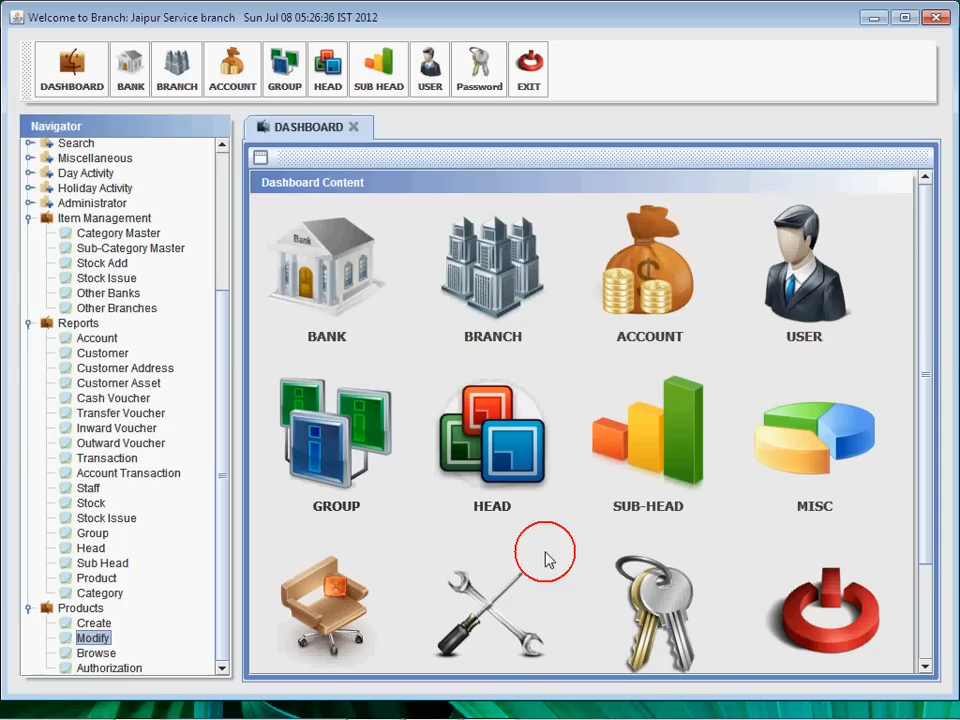 Welcome to Branch: Jaipur Service branch Sun Jul 08 05:26:36 IST 2012
DASHBOARD
BANK
BRANCH
ACCOUNT
GROUP
HEAD
SUB HEAD
USER
Password
EXIT
Navigator
Search
Miscellaneous
Day Activity
Holiday Activity
Administrator
Item Management
Category Master
Sub-Category Master
Stock Add
Stock Issue
Other Banks
Other Branches
Reports
Account
Customer
Customer Address
Customer Asset
Cash Voucher
Transfer Voucher
Inward Voucher
Outward Voucher
Transaction
Account Transaction
Staff
Stock
Stock Issue
Group
Head
Sub Head
Product
Category
Products
Create
Modify
Browse
Authorization
DASHBOARD
Dashboard Content
Bank
BANK
BRANCH
ACCOUNT
USER
GROUP
HEAD
SUB-HEAD
MISC